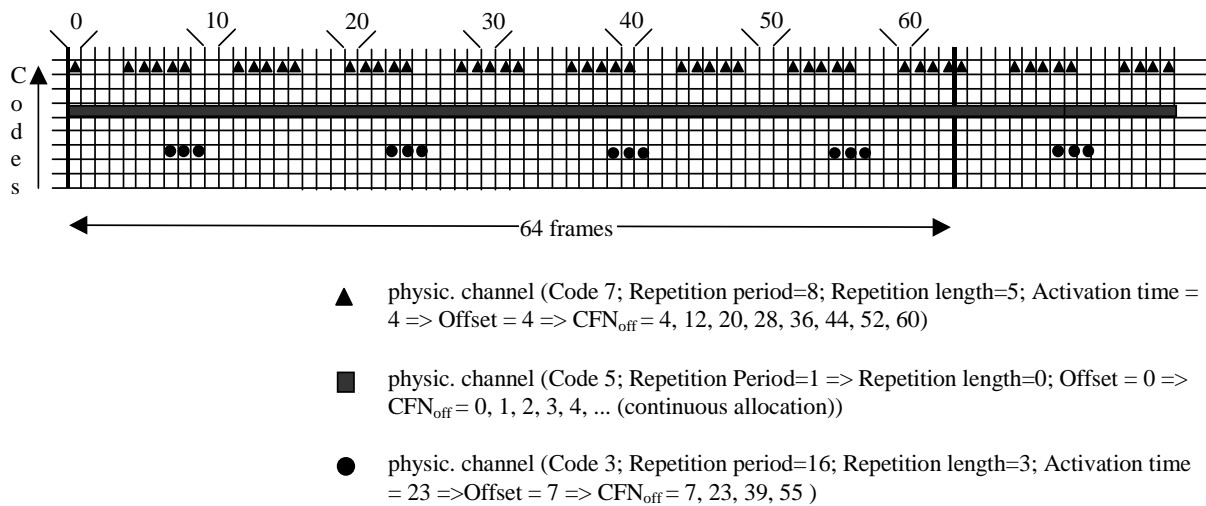 0 10 20 30 40 50 60
C
o
d
e
s
64 frames
physic. channel (Code 7; Repetition period=8; Repetition length=5; Activation time =
4 => Offset = 4 => CFNoff = 4, 12, 20, 28, 36, 44, 52, 60)
physic. channel (Code 5; Repetition Period=1 => Repetition length=0; Offset = 0 =>
CFNoff = 0, 1, 2, 3, 4, ... (continuous allocation))
physic. channel (Code 3; Repetition period=16; Repetition length=3; Activation time
= 23 =>Offset = 7 => CFNoff = 7, 23, 39, 55 )